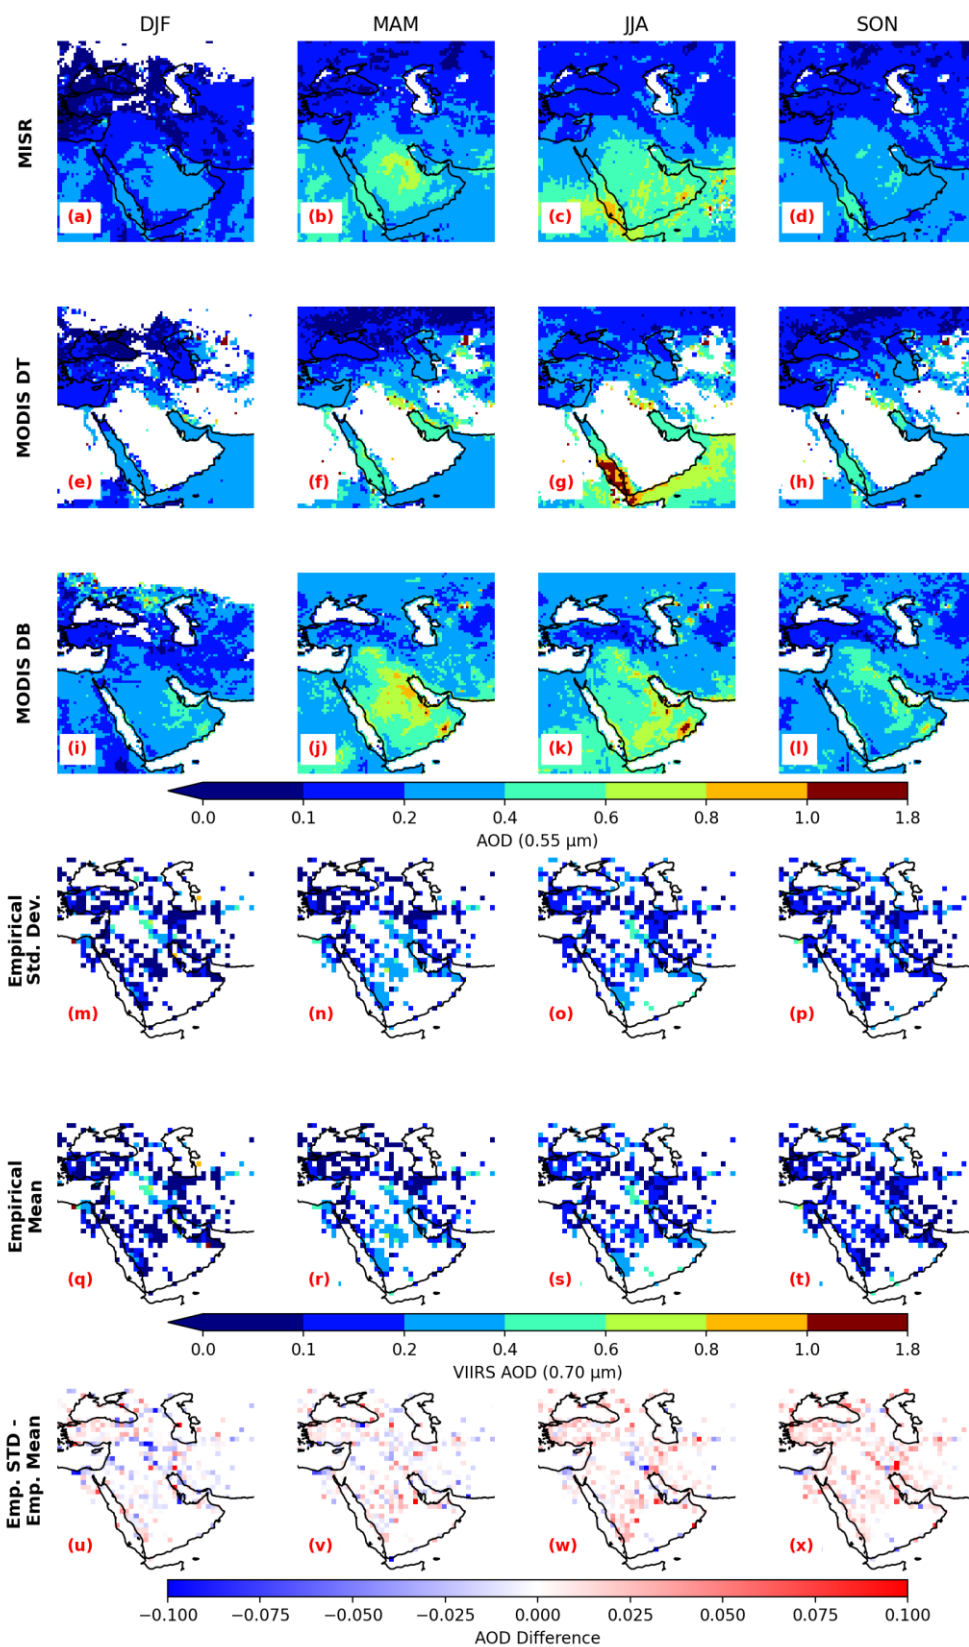 DJF MAM JJA SON
MISR
(a) (b) (c) (d)
MODIS DT
(e) (f) (g) (h)
MODIS DB
(i) (j) (k) (l)
0.0 0.1 0.2 0.4 0.6 0.8 1.0 1.8
AOD (0.55 μm)
Empirical
Std. Dev.
(m) (n) (o) (p)
Empirical
Mean
(q) (r) (s) (t)
0.0 0.1 0.2 0.4 0.6 0.8 1.0 1.8
VIIRS AOD (0.70 μm)
Emp. STD -
Emp. Mean
(u) (v) (w) (x)
−0.100 −0.075 −0.050 −0.025 0.000 0.025 0.050 0.075 0.100
AOD Difference